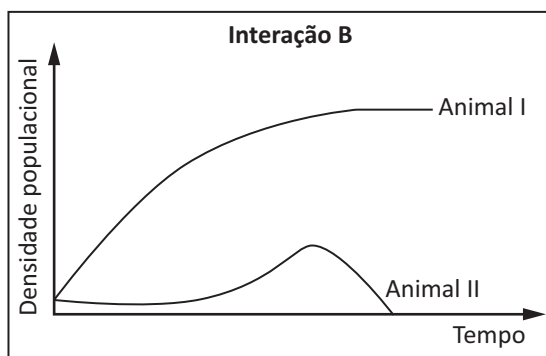 Interação B
Densidade populacional
Animal I
Animal II
Tempo